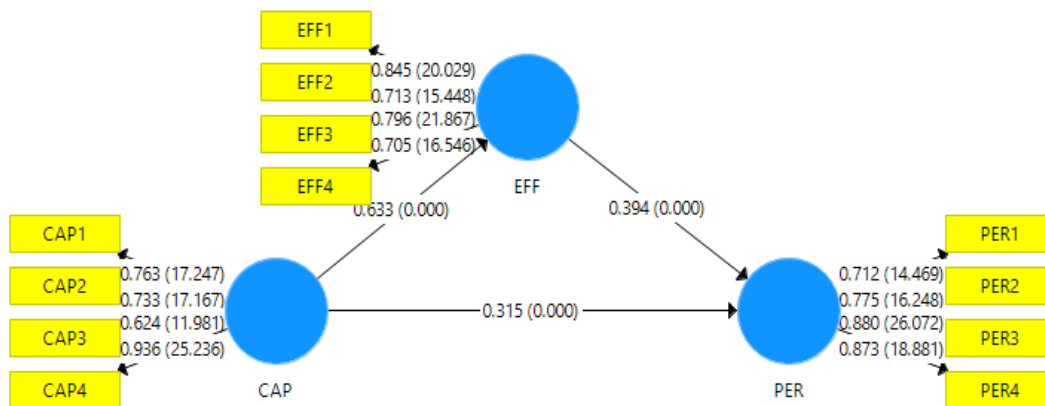 EFF1
EFF2
EFF3
EFF4
0.845 (20.029)
0.713 (15.448)
0.796 (21.867)
0.705 (16.546)
EFF
0.633 (0.000)
0.394 (0.000)
CAP1
CAP2
CAP3
CAP4
0.763 (17.247)
0.733 (17.167)
0.624 (11.981)
0.936 (25.236)
CAP
0.315 (0.000)
PER
0.712 (14.469)
0.775 (16.248)
0.880 (26.072)
0.873 (18.881)
PER1
PER2
PER3
PER4